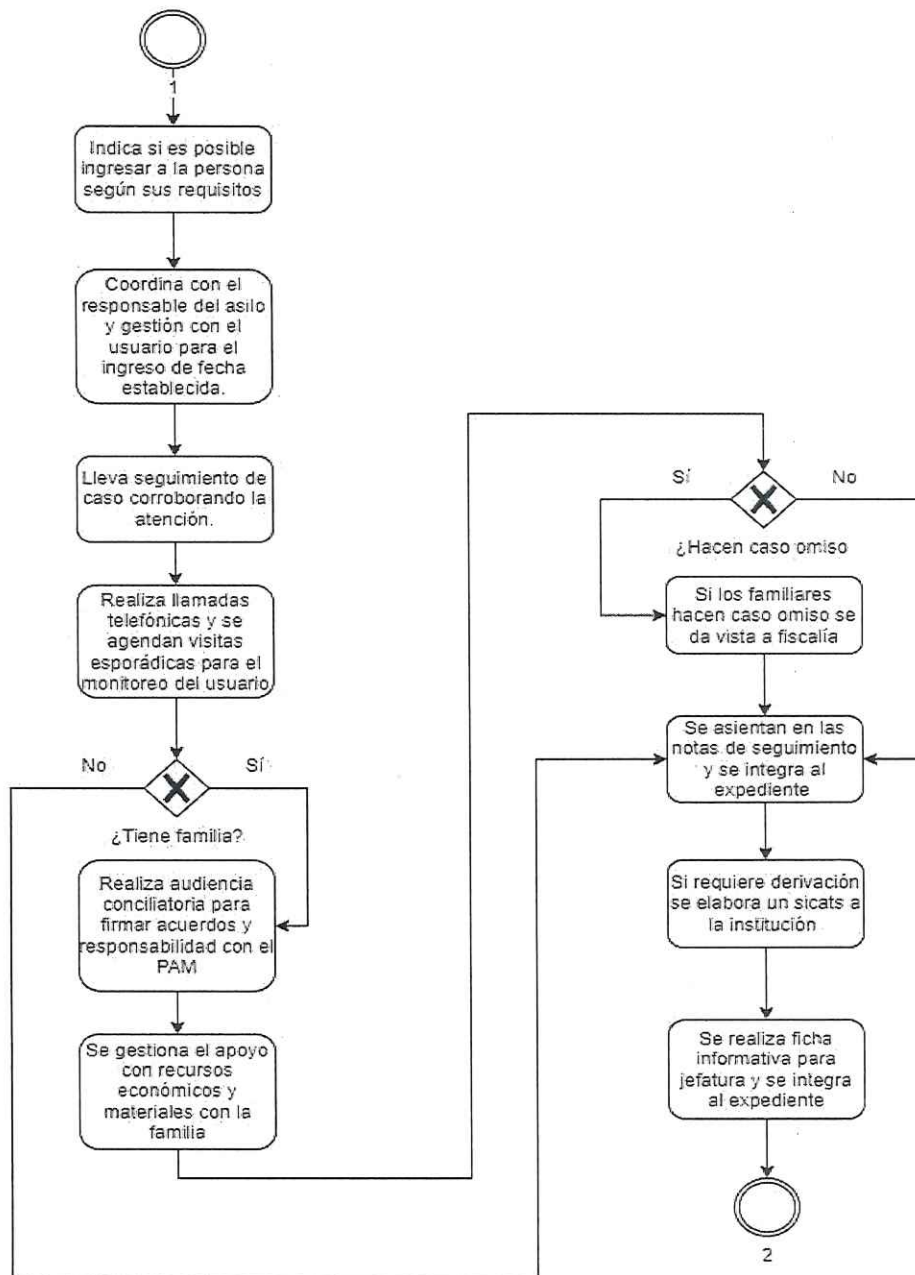 1
Indica si es posible
ingresar a la persona
según sus requisitos
Coordina con el
responsable del asilo
y gestión con el
usuario para el
ingreso de fecha
establecida.
Lleva seguimiento de
caso corroborando la
atención.
Realiza llamadas
telefónicas y se
agendan visitas
esporádicas para el
monitoreo del usuario
No
Sí
¿Tiene familia?
Realiza audiencia
conciliatoria para
firmar acuerdos y
responsabilidad con el
PAM
Se gestiona el apoyo
con recursos
económicos y
materiales con la
familia
Sí
No
¿Hacen caso omiso
Si los familiares
hacen caso omiso se
da vista a fiscalía
Se asientan en las
notas de seguimiento
y se integra al
expediente
Si requiere derivación
se elabora un sicats a
la institución
Se realiza ficha
informativa para
jefatura y se integra
al expediente
2